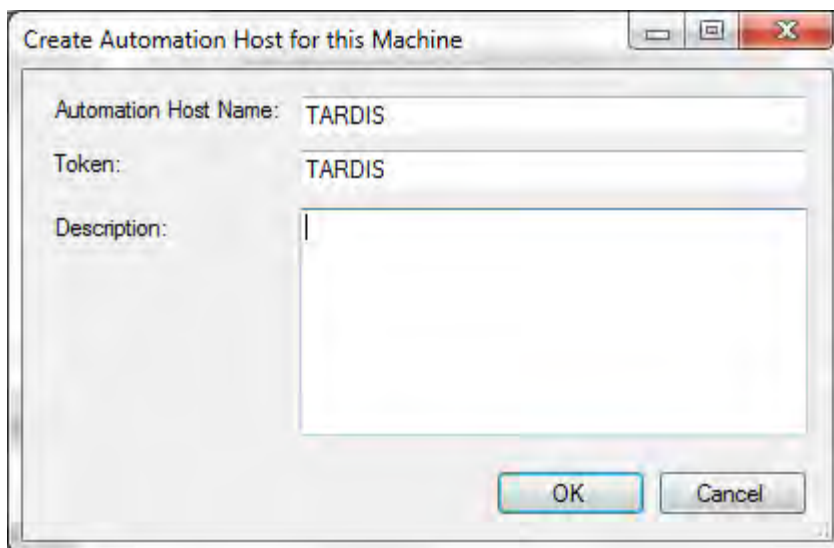 Create Automation Host for this Machine
Automation Host Name: TARDIS
Token: TARDIS
Description:
OK Cancel